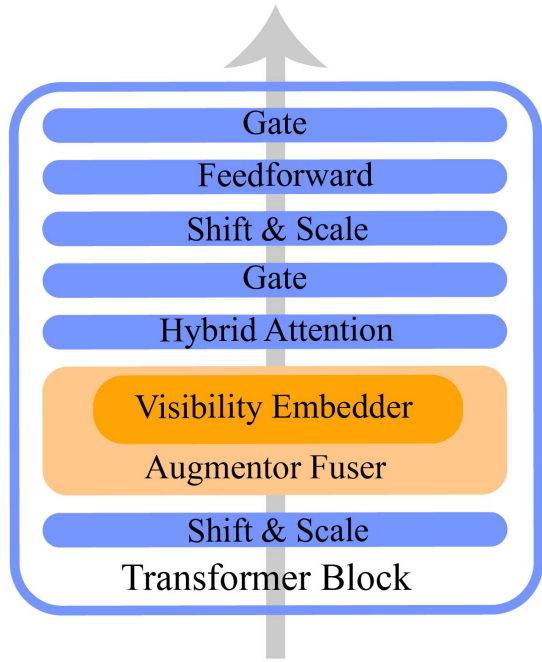 Gate
Feedforward
Shift & Scale
Gate
Hybrid Attention
Visibility Embedder
Augmentor Fuser
Shift & Scale
Transformer Block